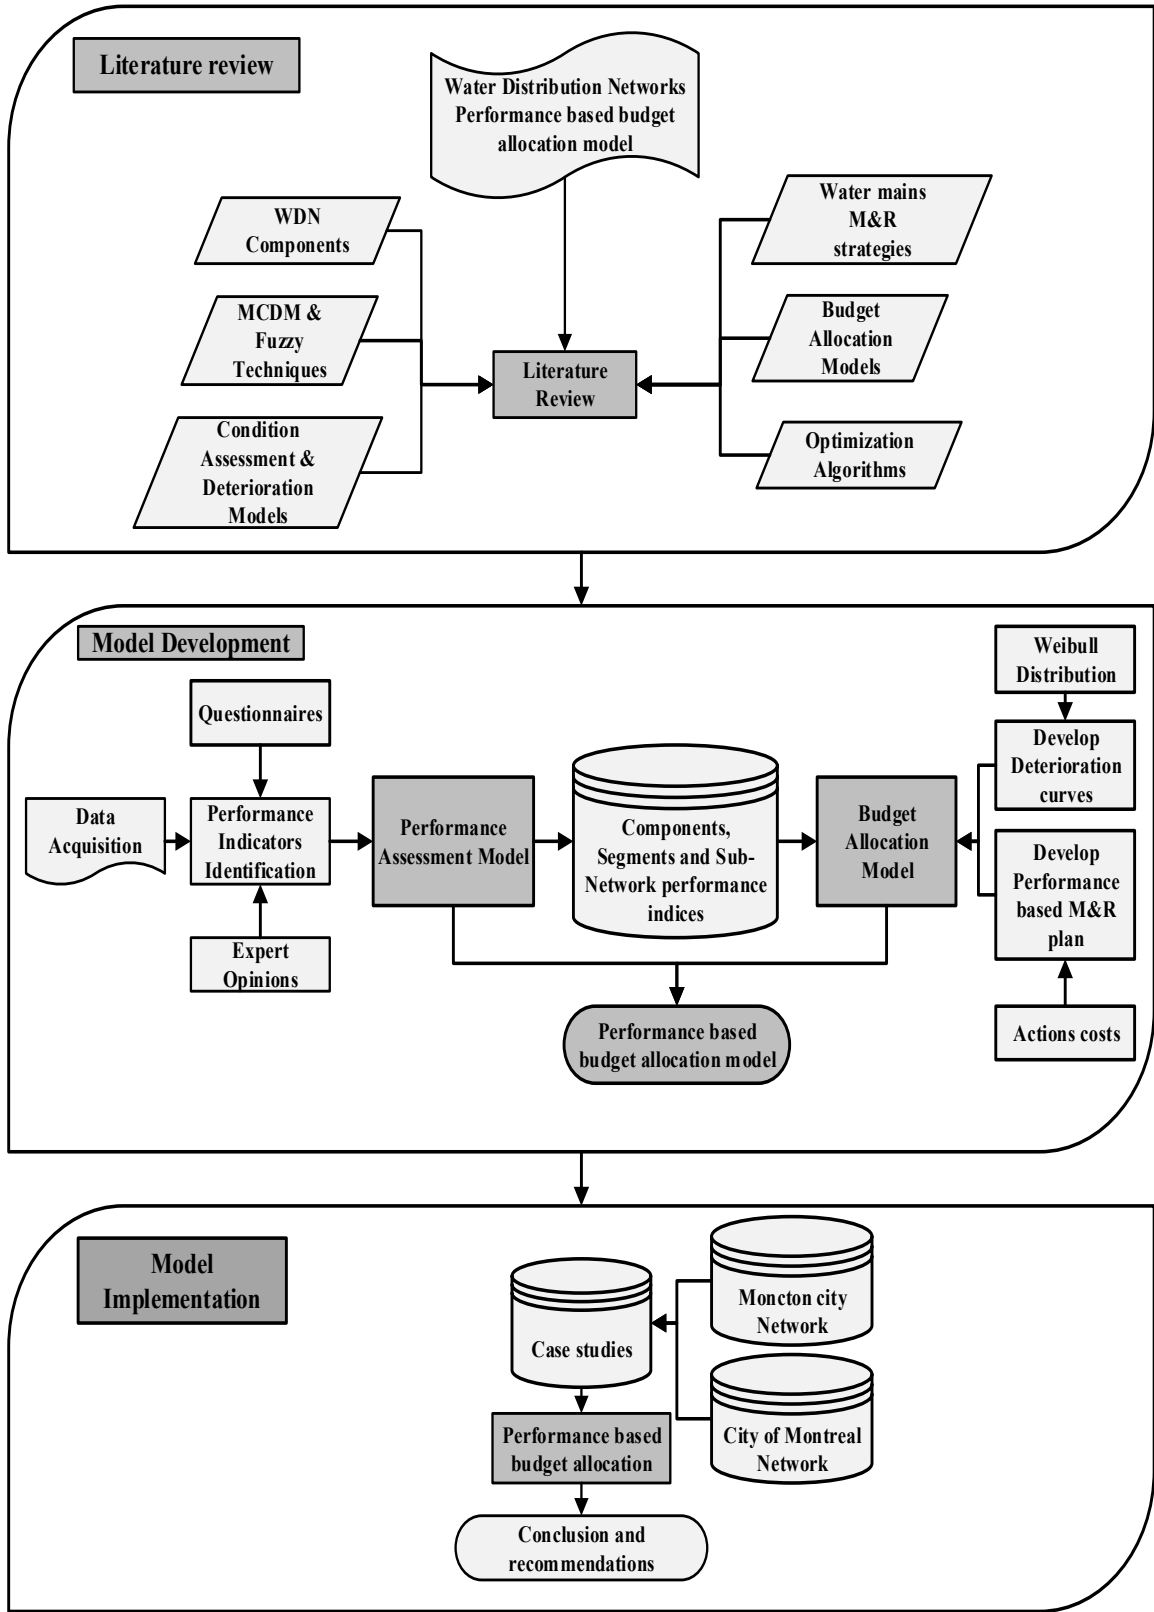 Literature review
Water Distribution Networks
Performance based budget
allocation model
WDN
Components
MCDM &
Fuzzy
Techniques
Condition
Assessment &
Deterioration
Models
Literature
Review
Water mains
M&R
strategies
Budget
Allocation
Models
Optimization
Algorithms
Model Development
Questionnaires
Data
Acquisition
Performance
Indicators
Identification
Expert
Opinions
Performance
Assessment Model
Components,
Segments and Sub-
Network performance
indices
Budget
Allocation
Model
Weibull
Distribution
Develop
Deterioration
curves
Develop
Performance
based M&R
plan
Actions costs
Performance based
budget allocation model
Model
Implementation
Case studies
Moncton city
Network
City of Montreal
Network
Performance based
budget allocation
Conclusion and
recommendations